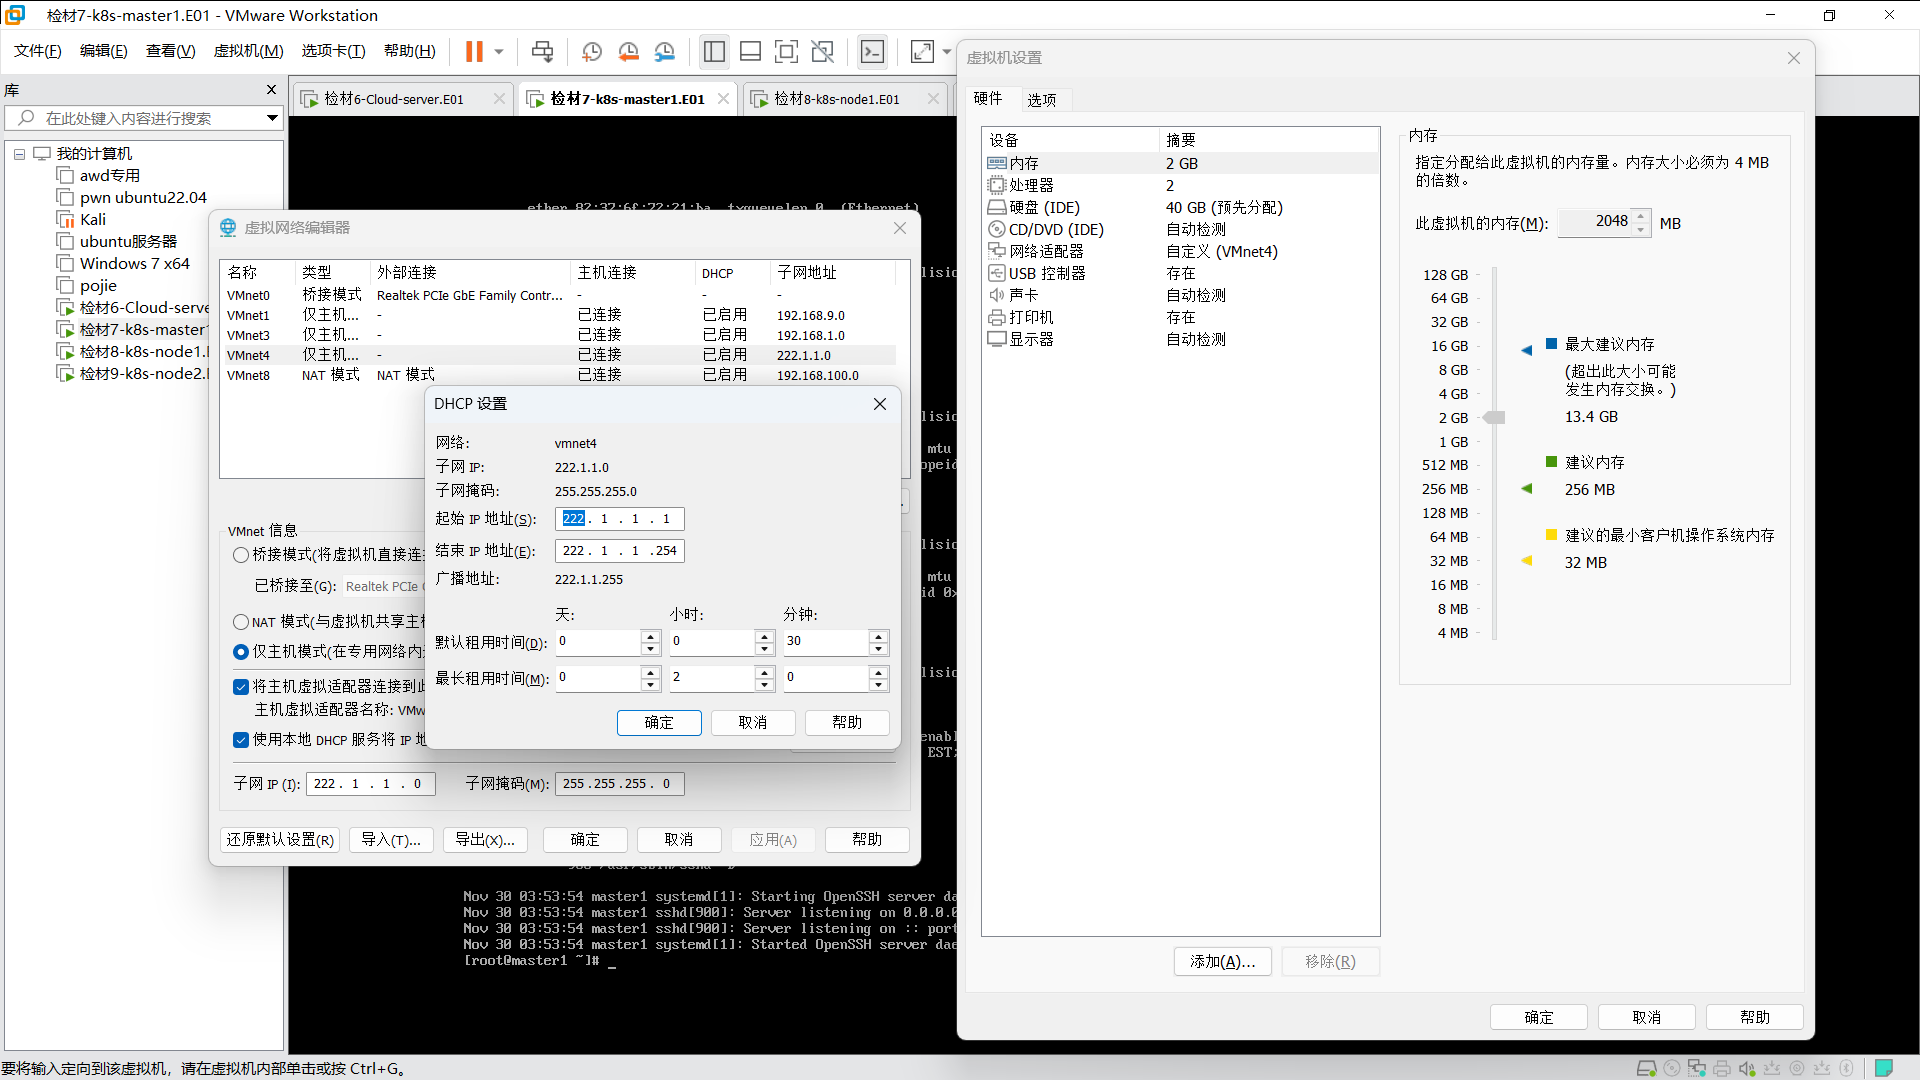 检材7-k8s-master1.E01 - VMware Workstation
文件(F) 编辑(E) 查看(V) 虚拟机(M) 选项卡(T) 帮助(H)
库
在此处键入内容进行搜索
我的计算机
awd专用
pwn ubuntu22.04
Kali
ubuntu服务器
Windows 7 x64
pojie
检材6-Cloud-serve
检材7-k8s-master1
检材8-k8s-node1.E
检材9-k8s-node2.E
检材6-Cloud-server.E01
检材7-k8s-master1.E01
检材8-k8s-node1.E01
ether 82:32:6f:22:21:ba txqueuelen 0 (Ethernet)
虚拟网络编辑器
名称 类型 外部连接 主机连接 DHCP 子网地址
VMnet0 桥接模式 Realtek PCIe GbE Family Contr... - - -
VMnet1 仅主机... - 已连接 已启用 192.168.9.0
VMnet3 仅主机... - 已连接 已启用 192.168.1.0
VMnet4 仅主机... - 已连接 已启用 222.1.1.0
VMnet8 NAT 模式 NAT 模式 已连接 已启用 192.168.100.0
lision
lision
mtu
opeid
lision
mtu
id 0x
lision
enabl
EST;
DHCP 设置
网络: vmnet4
子网 IP: 222.1.1.0
子网掩码: 255.255.255.0
起始 IP 地址(S): 222 . 1 . 1 . 1
结束 IP 地址(E): 222 . 1 . 1 .254
广播地址: 222.1.1.255
天: 小时: 分钟:
默认租用时间(D): 0 0 30
最长租用时间(M): 0 2 0
确定 取消 帮助
VMnet 信息
桥接模式(将虚拟机直接连接
已桥接至(G): Realtek PCIe
NAT 模式(与虚拟机共享主机
仅主机模式(在专用网络内连
将主机虚拟适配器连接到此
主机虚拟适配器名称: VMw
使用本地 DHCP 服务将 IP 地
子网 IP (I): 222 . 1 . 1 . 0 子网掩码(M): 255 .255 .255 . 0
还原默认设置(R) 导入(T)... 导出(X)... 确定 取消 应用(A) 帮助
Nov 30 03:53:54 master1 systemd[1]: Starting OpenSSH server da
Nov 30 03:53:54 master1 sshd[900]: Server listening on 0.0.0.0
Nov 30 03:53:54 master1 sshd[900]: Server listening on :: port
Nov 30 03:53:54 master1 systemd[1]: Started OpenSSH server dae
[root@master1 ~]# _
虚拟机设置
硬件 选项
设备 摘要
内存 2 GB
处理器 2
硬盘 (IDE) 40 GB (预先分配)
CD/DVD (IDE) 自动检测
网络适配器 自定义 (VMnet4)
USB 控制器 存在
声卡 自动检测
打印机 存在
显示器 自动检测
添加(A)... 移除(R)
内存
指定分配给此虚拟机的内存量。内存大小必须为 4 MB
的倍数。
此虚拟机的内存(M): 2048 MB
128 GB
64 GB
32 GB
16 GB
8 GB
4 GB
2 GB
1 GB
512 MB
256 MB
128 MB
64 MB
32 MB
16 MB
8 MB
4 MB
最大建议内存
(超出此大小可能
发生内存交换。)
13.4 GB
建议内存
256 MB
建议的最小客户机操作系统内存
32 MB
确定 取消 帮助
要将输入定向到该虚拟机，请在虚拟机内部单击或按 Ctrl+G。